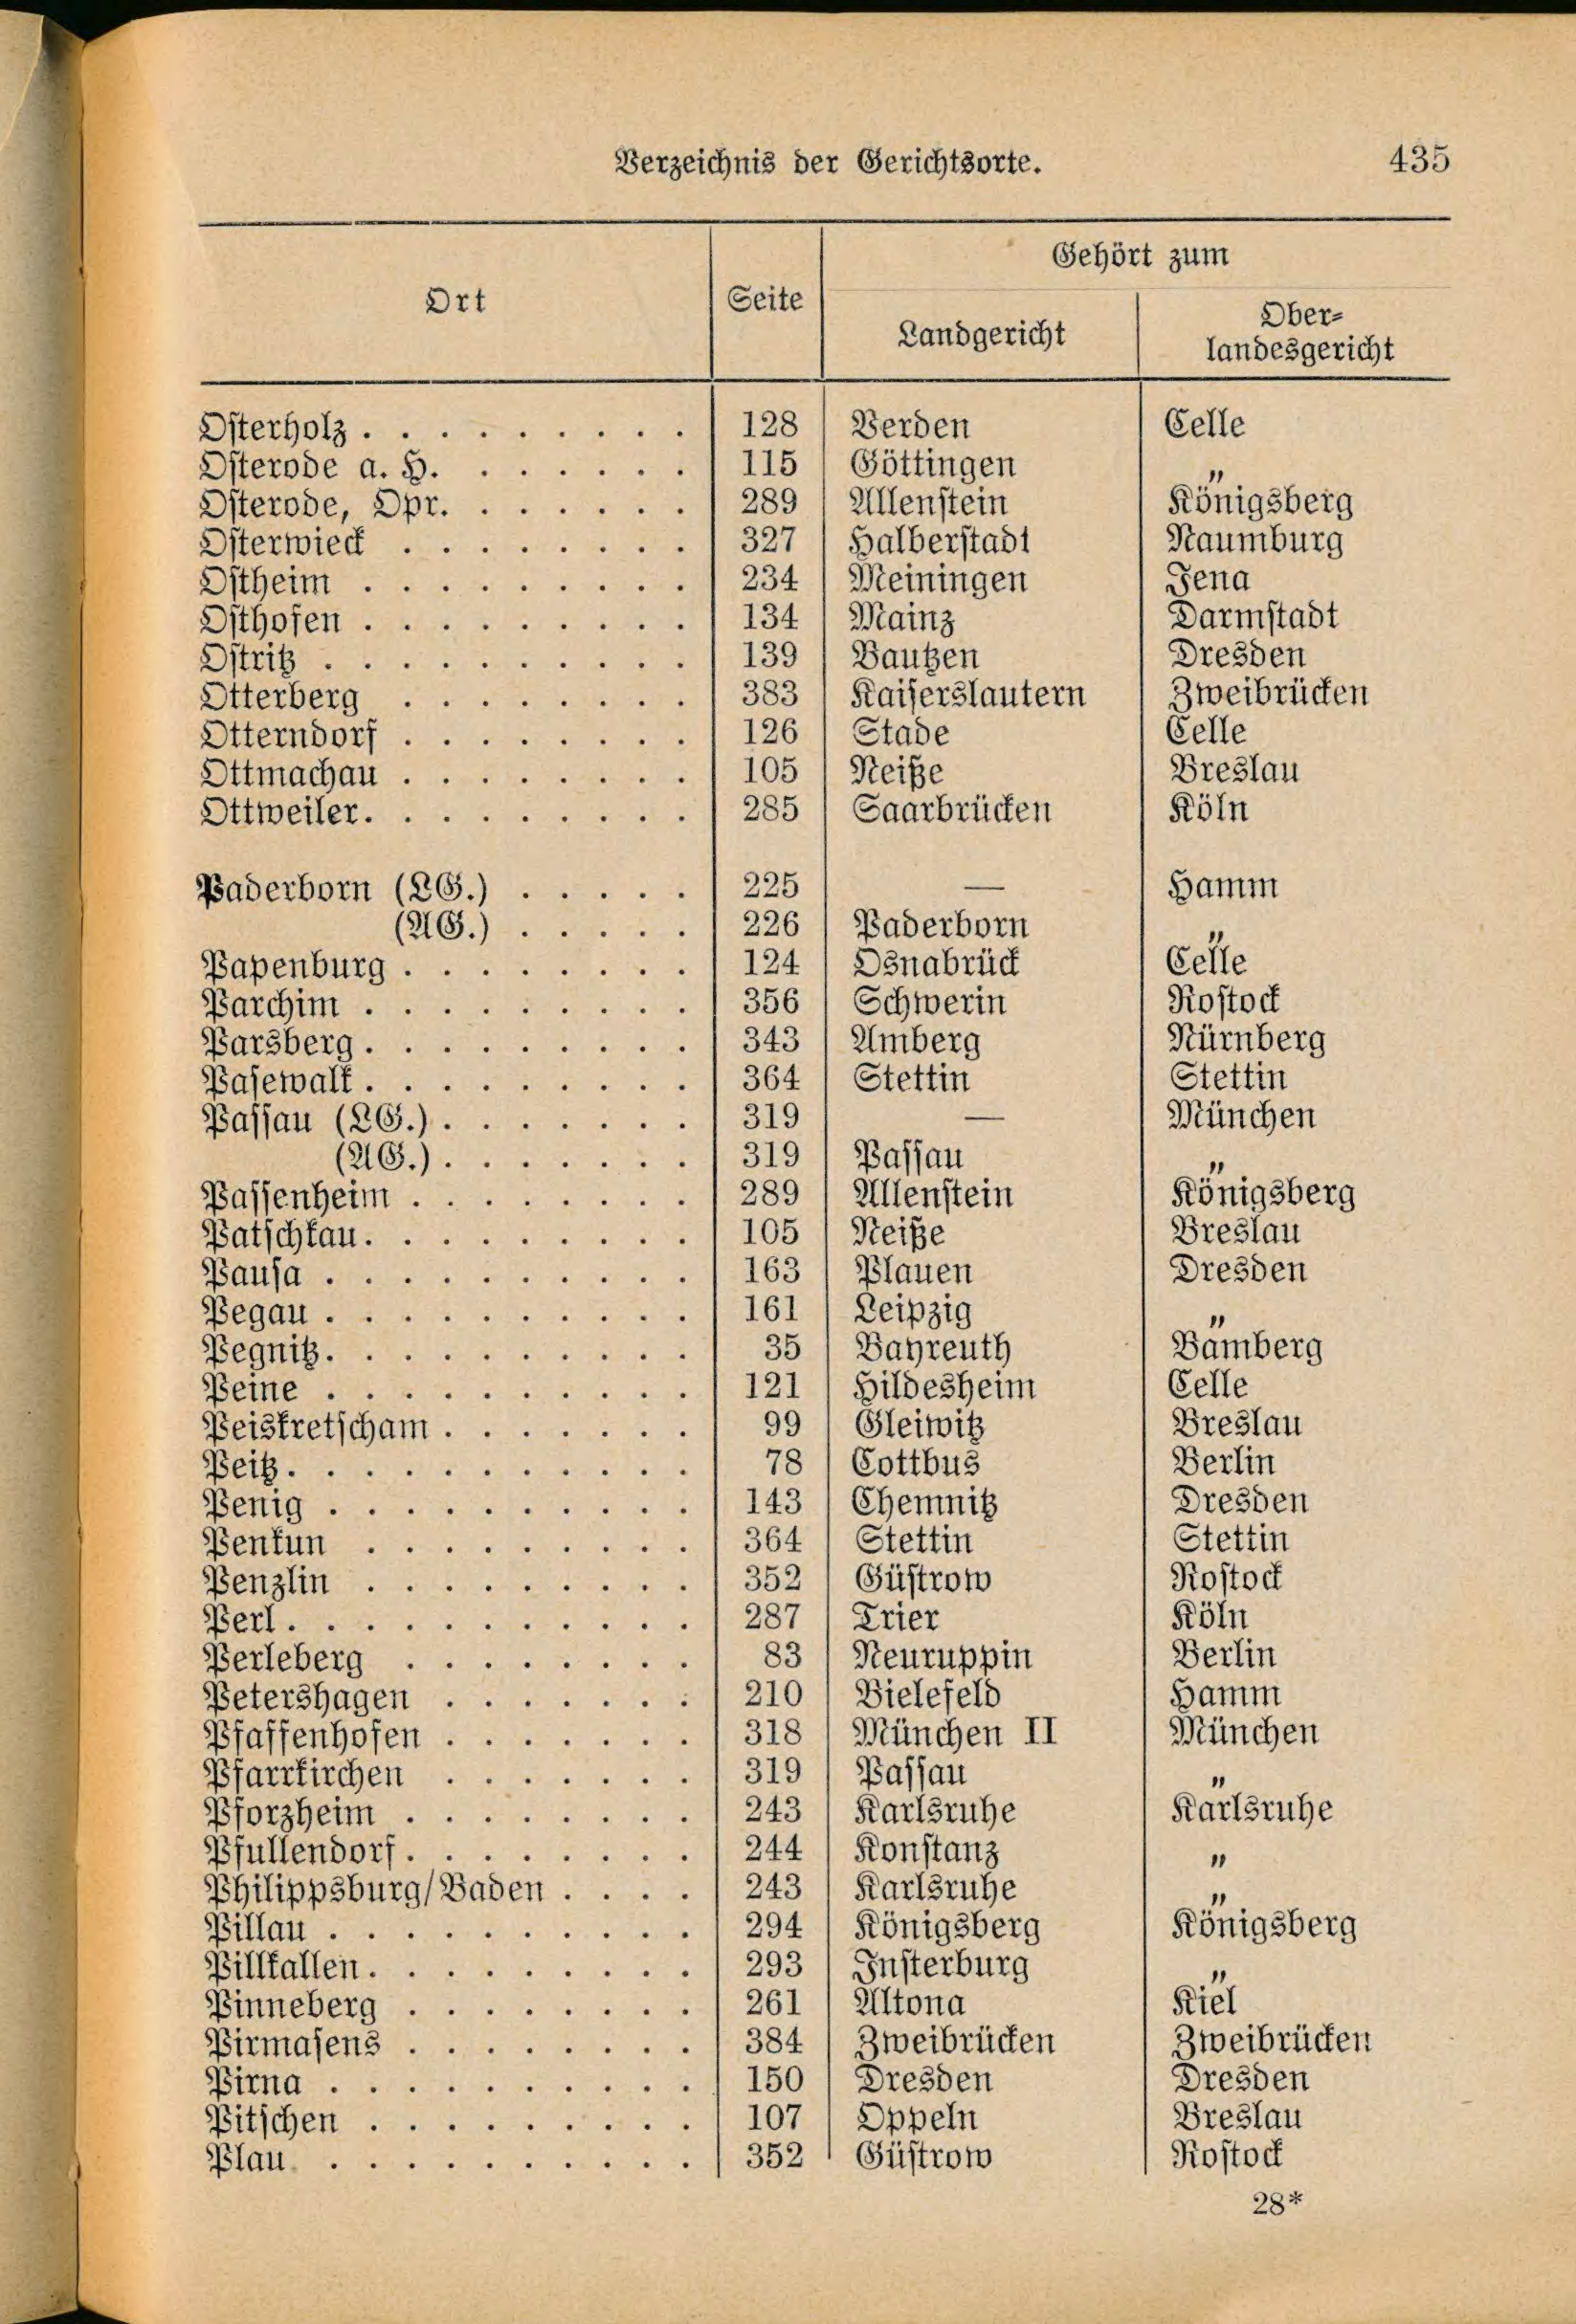 Verzeichnis der Gerichtsorte. 435
Ort Seite Gehört zum
Landgericht Ober-
landesgericht
Osterholz . . . . . . . . . 128 Verden Celle
Osterode a. H. . . . . . . 115 Göttingen "
Osterode, Opr. . . . . . . 289 Allenstein Königsberg
Osterwieck . . . . . . . . 327 Halberstadt Naumburg
Ostheim . . . . . . . . . 234 Meiningen Jena
Osthofen . . . . . . . . . 134 Mainz Darmstadt
Ostritz . . . . . . . . . . 139 Bautzen Dresden
Otterberg . . . . . . . . 383 Kaiserslautern Zweibrücken
Otterndorf . . . . . . . . 126 Stade Celle
Ottmachau . . . . . . . . 105 Neiße Breslau
Ottweiler. . . . . . . . . 285 Saarbrücken Köln
Paderborn (LG.) . . . . . 225 — Hamm
(AG.) . . . . . 226 Paderborn "
Papenburg . . . . . . . . 124 Osnabrück Celle
Parchim . . . . . . . . . 356 Schwerin Rostock
Parsberg . . . . . . . . . 343 Amberg Nürnberg
Pasewalk . . . . . . . . . 364 Stettin Stettin
Passau (LG.) . . . . . . . 319 — München
(AG.) . . . . . . . 319 Passau "
Passenheim . . . . . . . . 289 Allenstein Königsberg
Patschkau. . . . . . . . . 105 Neiße Breslau
Pausa . . . . . . . . . . 163 Plauen Dresden
Pegau . . . . . . . . . . 161 Leipzig "
Pegnitz. . . . . . . . . . 35 Bayreuth Bamberg
Peine . . . . . . . . . . 121 Hildesheim Celle
Peiskretscham . . . . . . . 99 Gleiwitz Breslau
Peitz. . . . . . . . . . . 78 Cottbus Berlin
Penig . . . . . . . . . . 143 Chemnitz Dresden
Penkun . . . . . . . . . 364 Stettin Stettin
Penzlin . . . . . . . . . 352 Güstrow Rostock
Perl . . . . . . . . . . . 287 Trier Köln
Perleberg . . . . . . . . 83 Neuruppin Berlin
Petershagen . . . . . . . 210 Bielefeld Hamm
Pfaffenhofen . . . . . . . 318 München II München
Pfarrkirchen . . . . . . . 319 Passau "
Pforzheim . . . . . . . . 243 Karlsruhe Karlsruhe
Pfullendorf. . . . . . . . 244 Konstanz "
Philippsburg/Baden . . . . 243 Karlsruhe "
Pillau . . . . . . . . . . 294 Königsberg Königsberg
Pillkallen. . . . . . . . . 293 Insterburg "
Pinneberg . . . . . . . . 261 Altona Kiel
Pirmasens . . . . . . . . 384 Zweibrücken Zweibrücken
Pirna . . . . . . . . . . 150 Dresden Dresden
Pitschen . . . . . . . . . 107 Oppeln Breslau
Plau . . . . . . . . . . 352 Güstrow Rostock
28*